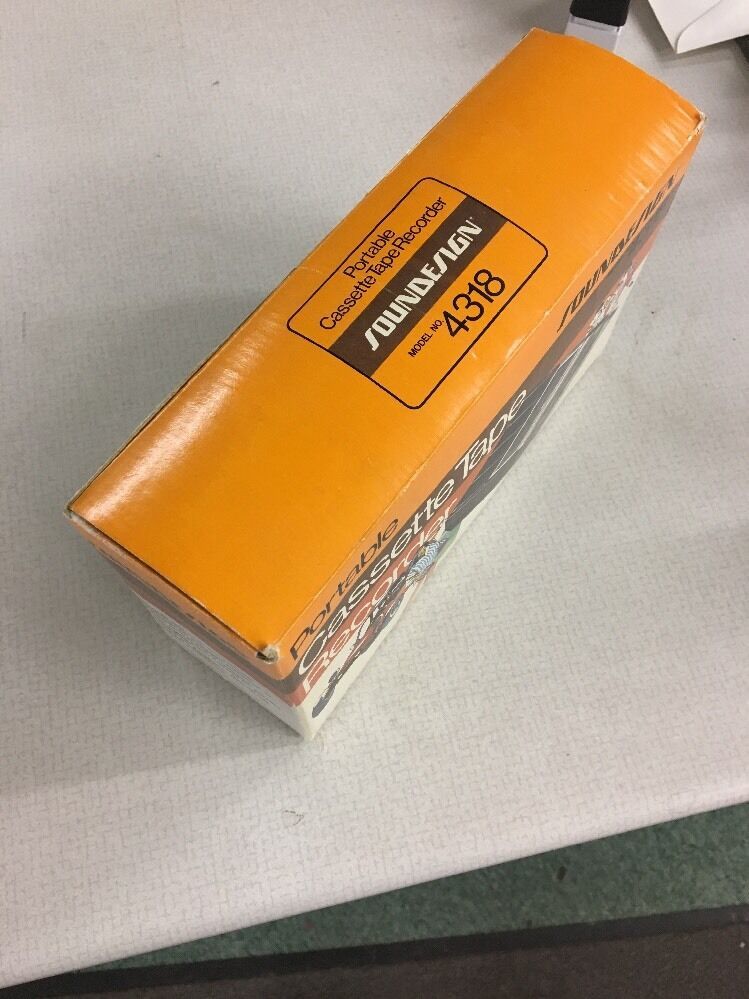 Portable
Cassette Tape Recorder
SOUNDESIGN
MODEL NO. 4318
SOUNDESIGN
Portable
Cassette Tape
Recorder